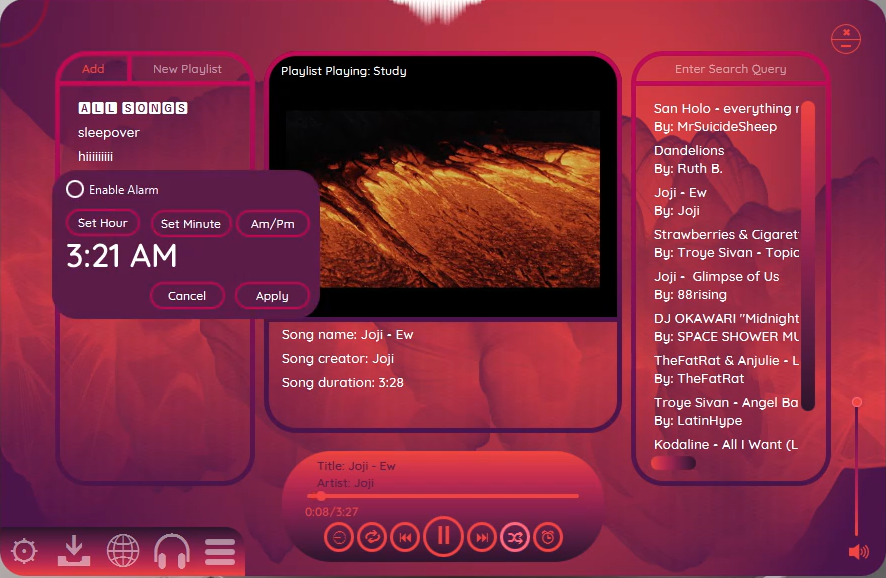 Add
New Playlist
ALL SONGS
sleepover
hiiiiiiiii
Enable Alarm
Set Hour
Set Minute
Am/Pm
3:21 AM
Cancel
Apply
Playlist Playing: Study
Song name: Joji - Ew
Song creator: Joji
Song duration: 3:28
Enter Search Query
San Holo - everything r
By: MrSuicideSheep
Dandelions
By: Ruth B.
Joji - Ew
By: Joji
Strawberries & Cigaret
By: Troye Sivan - Topic
Joji - Glimpse of Us
By: 88rising
DJ OKAWARI "Midnight
By: SPACE SHOWER MU
TheFatRat & Anjulie - L
By: TheFatRat
Troye Sivan - Angel Ba
By: LatinHype
Kodaline - All I Want (L
Title: Joji - Ew
Artist: Joji
0:08/3:27